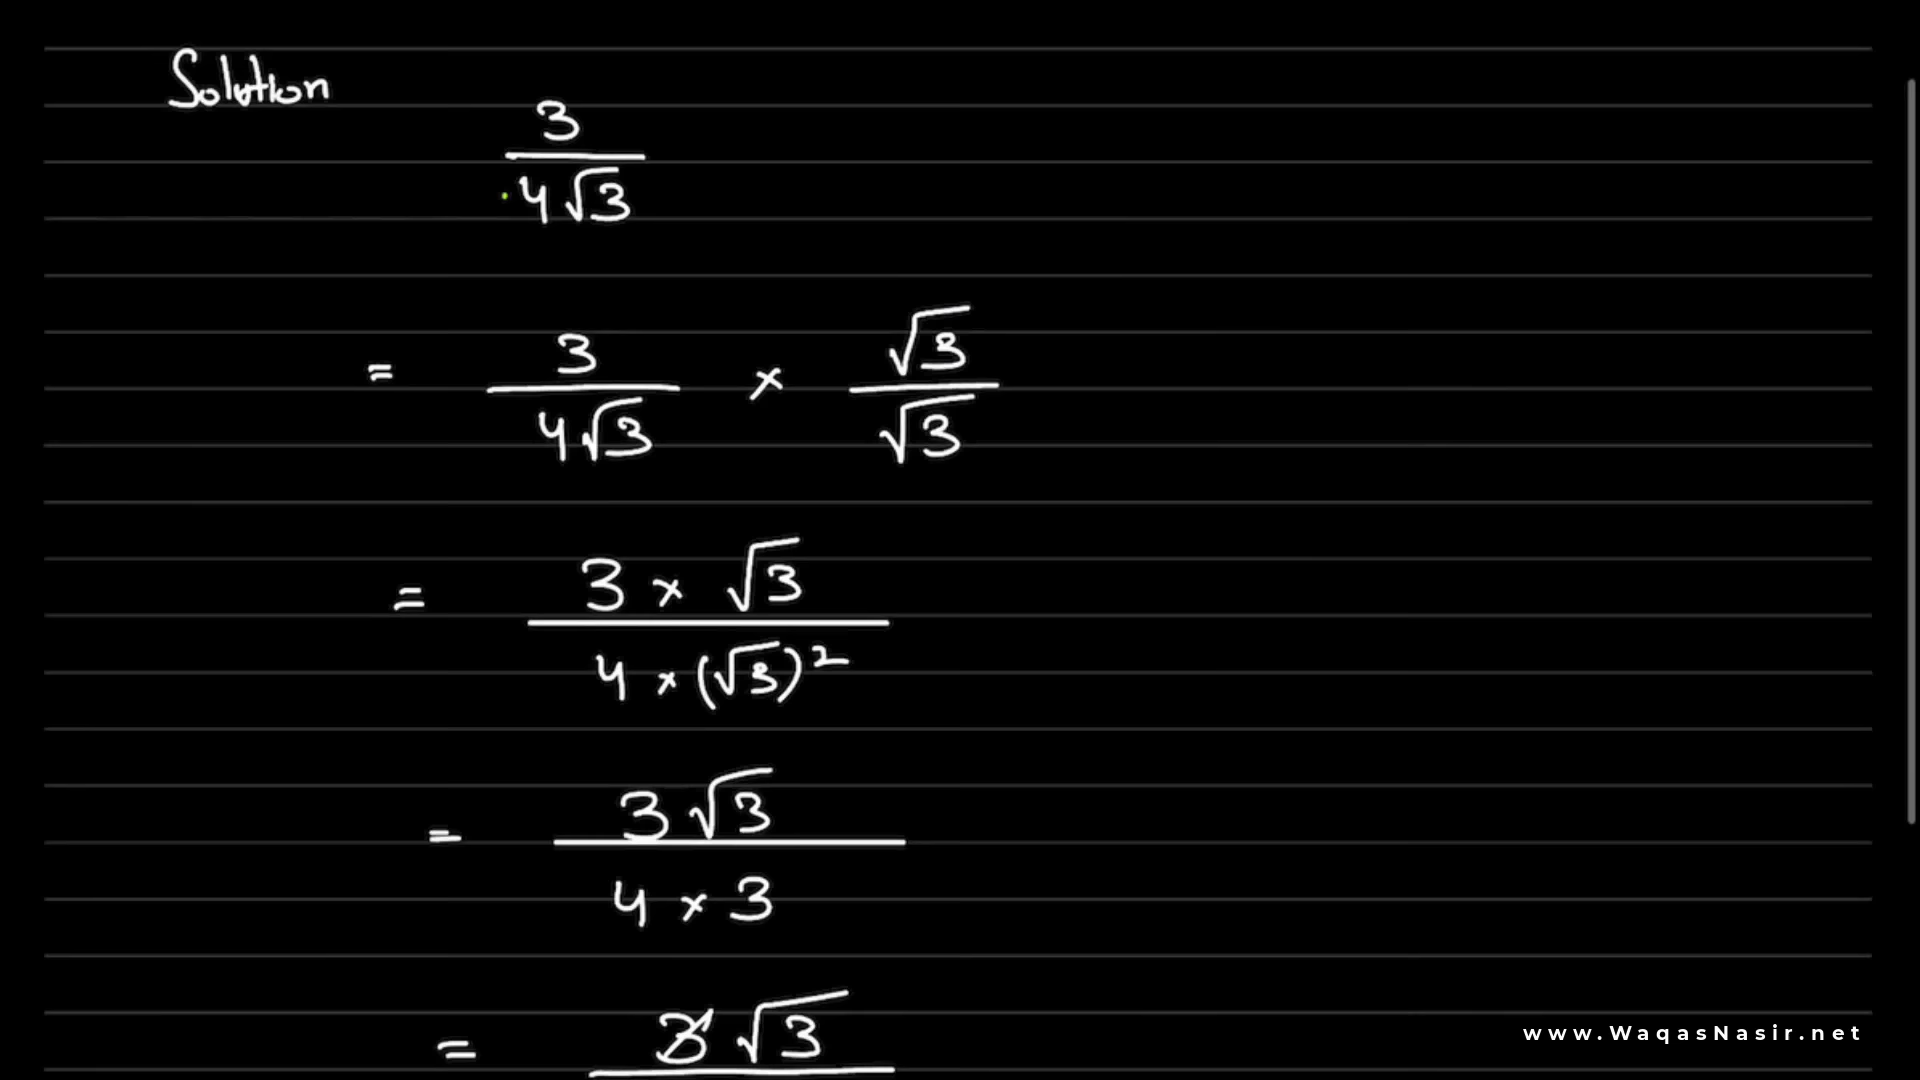 Solution
3
4√3
= 3/4√3 × √3/√3
= 3 × √3 / 4 × (√3)²
= 3√3 / 4 × 3
= 3√3
www.WaqasNasir.net